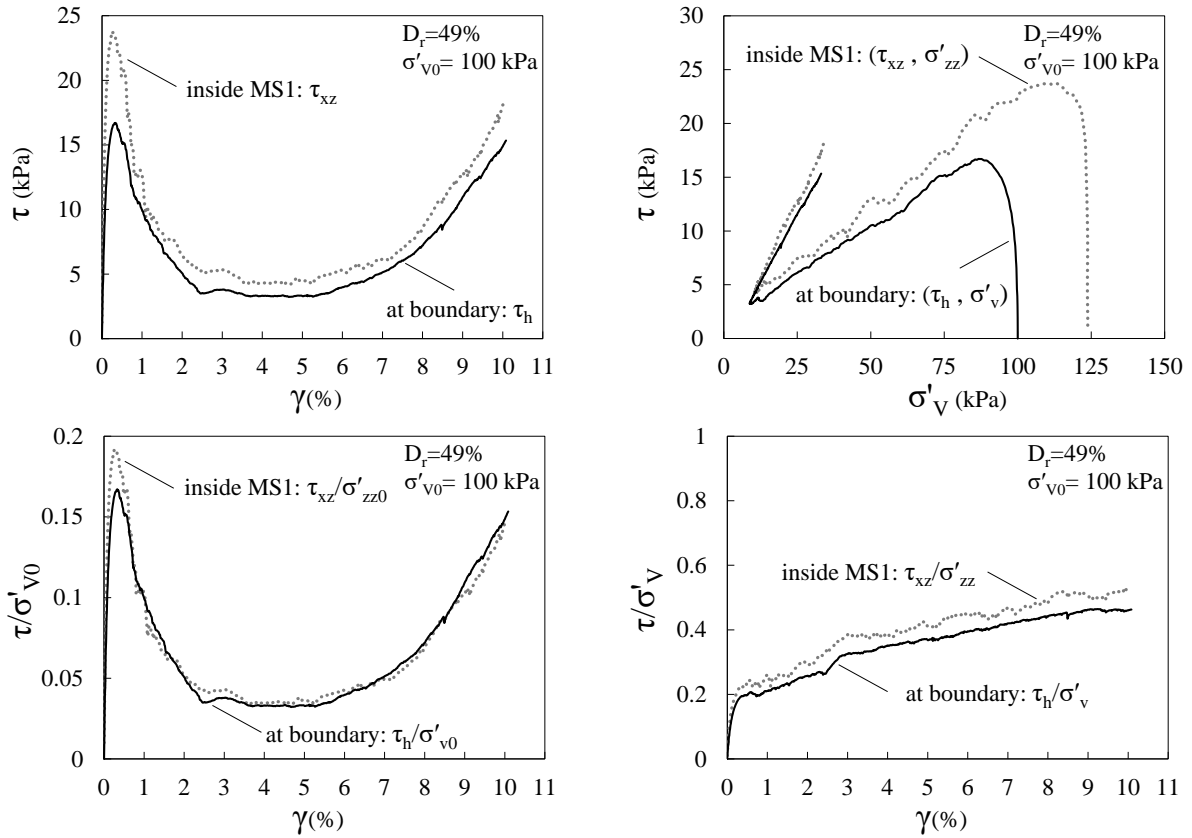 25
20
15
10
5
0
τ (kPa)
D_r=49%
σ'_V0= 100 kPa
inside MS1: τ_xz
at boundary: τ_h
0 1 2 3 4 5 6 7 8 9 10 11
γ(%)
30
25
20
15
10
5
0
τ (kPa)
D_r=49%
σ'_V0= 100 kPa
inside MS1: (τ_xz , σ'_zz)
at boundary: (τ_h , σ'_v)
0 25 50 75 100 125 150
σ'_V (kPa)
0.2
0.15
0.1
0.05
0
τ/σ'_V0
D_r=49%
σ'_V0= 100 kPa
inside MS1: τ_xz/σ'_zz0
at boundary: τ_h/σ'_v0
0 1 2 3 4 5 6 7 8 9 10 11
γ(%)
1
0.8
0.6
0.4
0.2
0
τ/σ'_V
D_r=49%
σ'_V0= 100 kPa
inside MS1: τ_xz/σ'_zz
at boundary: τ_h/σ'_v
0 1 2 3 4 5 6 7 8 9 10 11
γ(%)